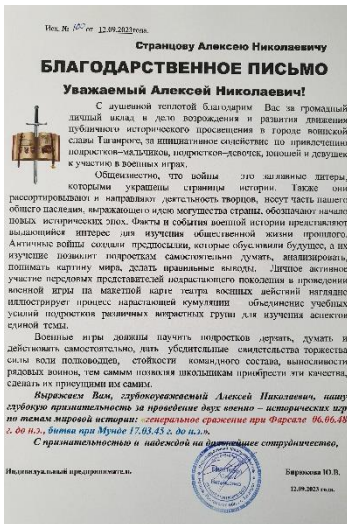 Исх. № 100 от 12.09.2023года.
Странцову Алексею Николаевичу
БЛАГОДАРСТВЕННОЕ ПИСЬМО
Уважаемый Алексей Николаевич!
С душевной теплотой благодарим Вас за громадный
личный вклад в дело возрождения и развития движения
публичного исторического просвещения в городе воинской
славы Таганроге, за инициативное содействие по привлечению
подростков–мальчиков, подростков–девочек, юношей и девушек
к участию в военных играх.
Общеизвестно, что войны это заглавные литеры,
которыми украшены страницы истории. Также они
рассортировывают и направляют деятельность творцов, несут часть нашего
общего наследия, выражающего идею могущества страны, обозначают начало
новых исторических эпох. Факты и события военной истории представляют
выдающийся интерес для изучения общественной жизни прошлого.
Античные войны создали предпосылки, которые обусловили будущее, а их
изучение позволит подросткам самостоятельно думать, анализировать,
понимать картину мира, делать правильные выводы. Личное активное
участие передовых представителей подрастающего поколения в проведении
военной игры на макетной карте театра военных действий наглядно
иллюстрирует процесс нарастающей кумуляции объединение учебных
усилий подростков различных возрастных групп для изучения аспектов
единой темы.
Военные игры должны научить подростков дерзать, думать и
действовать самостоятельно, дать убедительные свидетельства торжества
силы воли полководцев, стойкости командного состава, выносливости
рядовых воинов, тем самым позволяя школьникам приобрести эти качества,
сделать их присущими им самим.
Выражаем Вам, глубокоуважаемый Алексей Николаевич, нашу
глубокую признательность за проведение двух военно – исторических игр
по темам мировой истории: «генеральное сражение при Фарсале 06.06.48
г. до н.э., битва при Мунде 17.03.45 г. до н.э.».
С признательностью и надеждой на дальнейшее сотрудничество,
Индивидуальный предприниматель Бирюкова Ю.В.
12.09.2023 год.